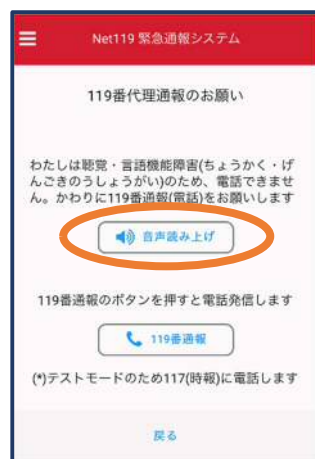 Net119 緊急通報システム
119番代理通報のお願い
わたしは聴覚・言語機能障害(ちょうかく・げ
んごきのうしょうがい)のため、電話できませ
ん。かわりに119番通報(電話)をお願いします
音声読み上げ
119番通報のボタンを押すと電話発信します
119番通報
(*)テストモードのため117(時報)に電話します
戻る